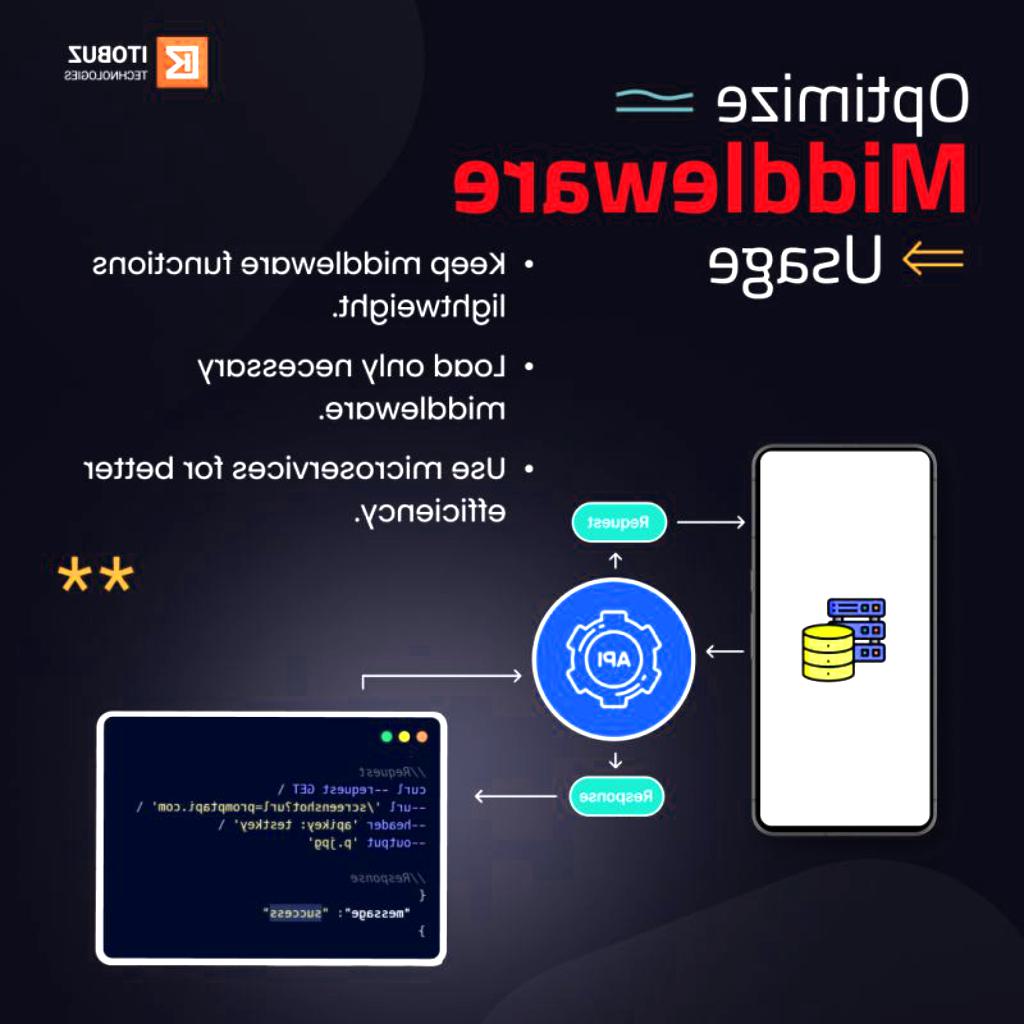 ITOBUZ
TECHNOLOGIES
Optimize
Middleware
Usage
• Keep middleware functions
lightweight.
• Load only necessary
middleware.
• Use microservices for better
efficiency.
**
Request
API
Response
//Request
curl --request GET /
--url '/screenshot?url=promptapi.com' /
--header 'apikey: testkey' /
--output 'p.jpg'
//Response
{
"message": "success"
}